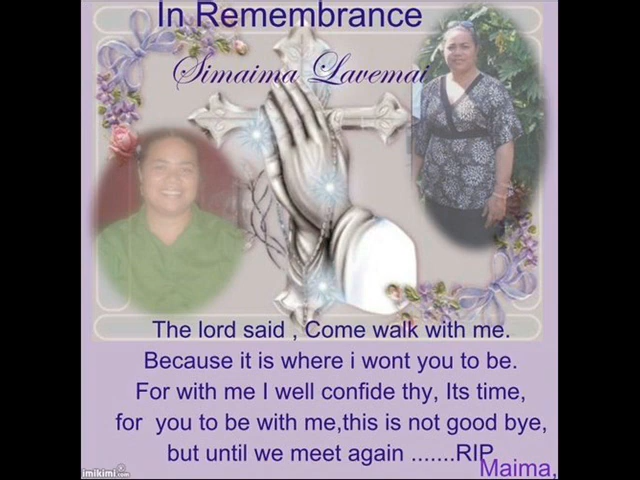 In Remembrance
Simaima Lavemai
The lord said , Come walk with me.
Because it is where i wont you to be.
For with me I well confide thy, Its time,
for you to be with me,this is not good bye,
but until we meet again .......RIP
Maima,
imikimi.com